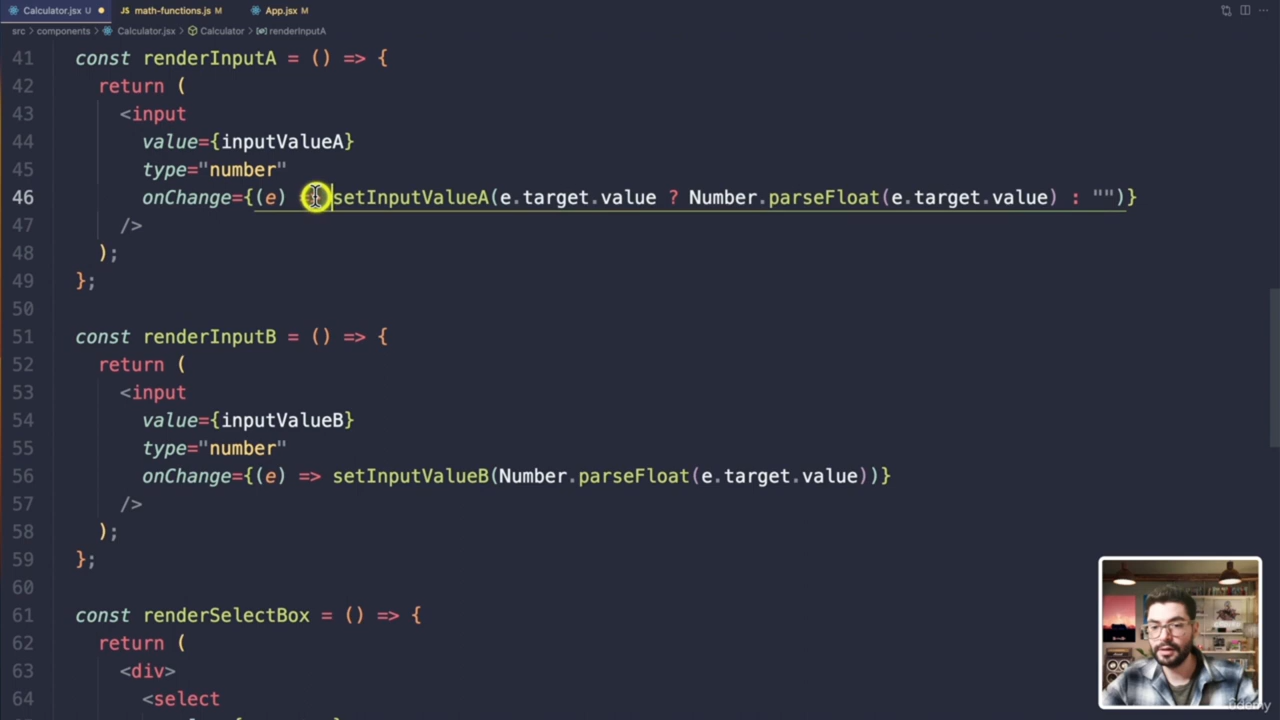 Calculator.jsx U
math-functions.js M
App.jsx M
src > components > Calculator.jsx > Calculator > renderInputA
41 const renderInputA = () => {
42 return (
43 <input
44 value={inputValueA}
45 type="number"
46 onChange={(e) => setInputValueA(e.target.value ? Number.parseFloat(e.target.value) : "")}
47 />
48 );
49 };
50
51 const renderInputB = () => {
52 return (
53 <input
54 value={inputValueB}
55 type="number"
56 onChange={(e) => setInputValueB(Number.parseFloat(e.target.value))}
57 />
58 );
59 };
60
61 const renderSelectBox = () => {
62 return (
63 <div>
64 <select
udemy